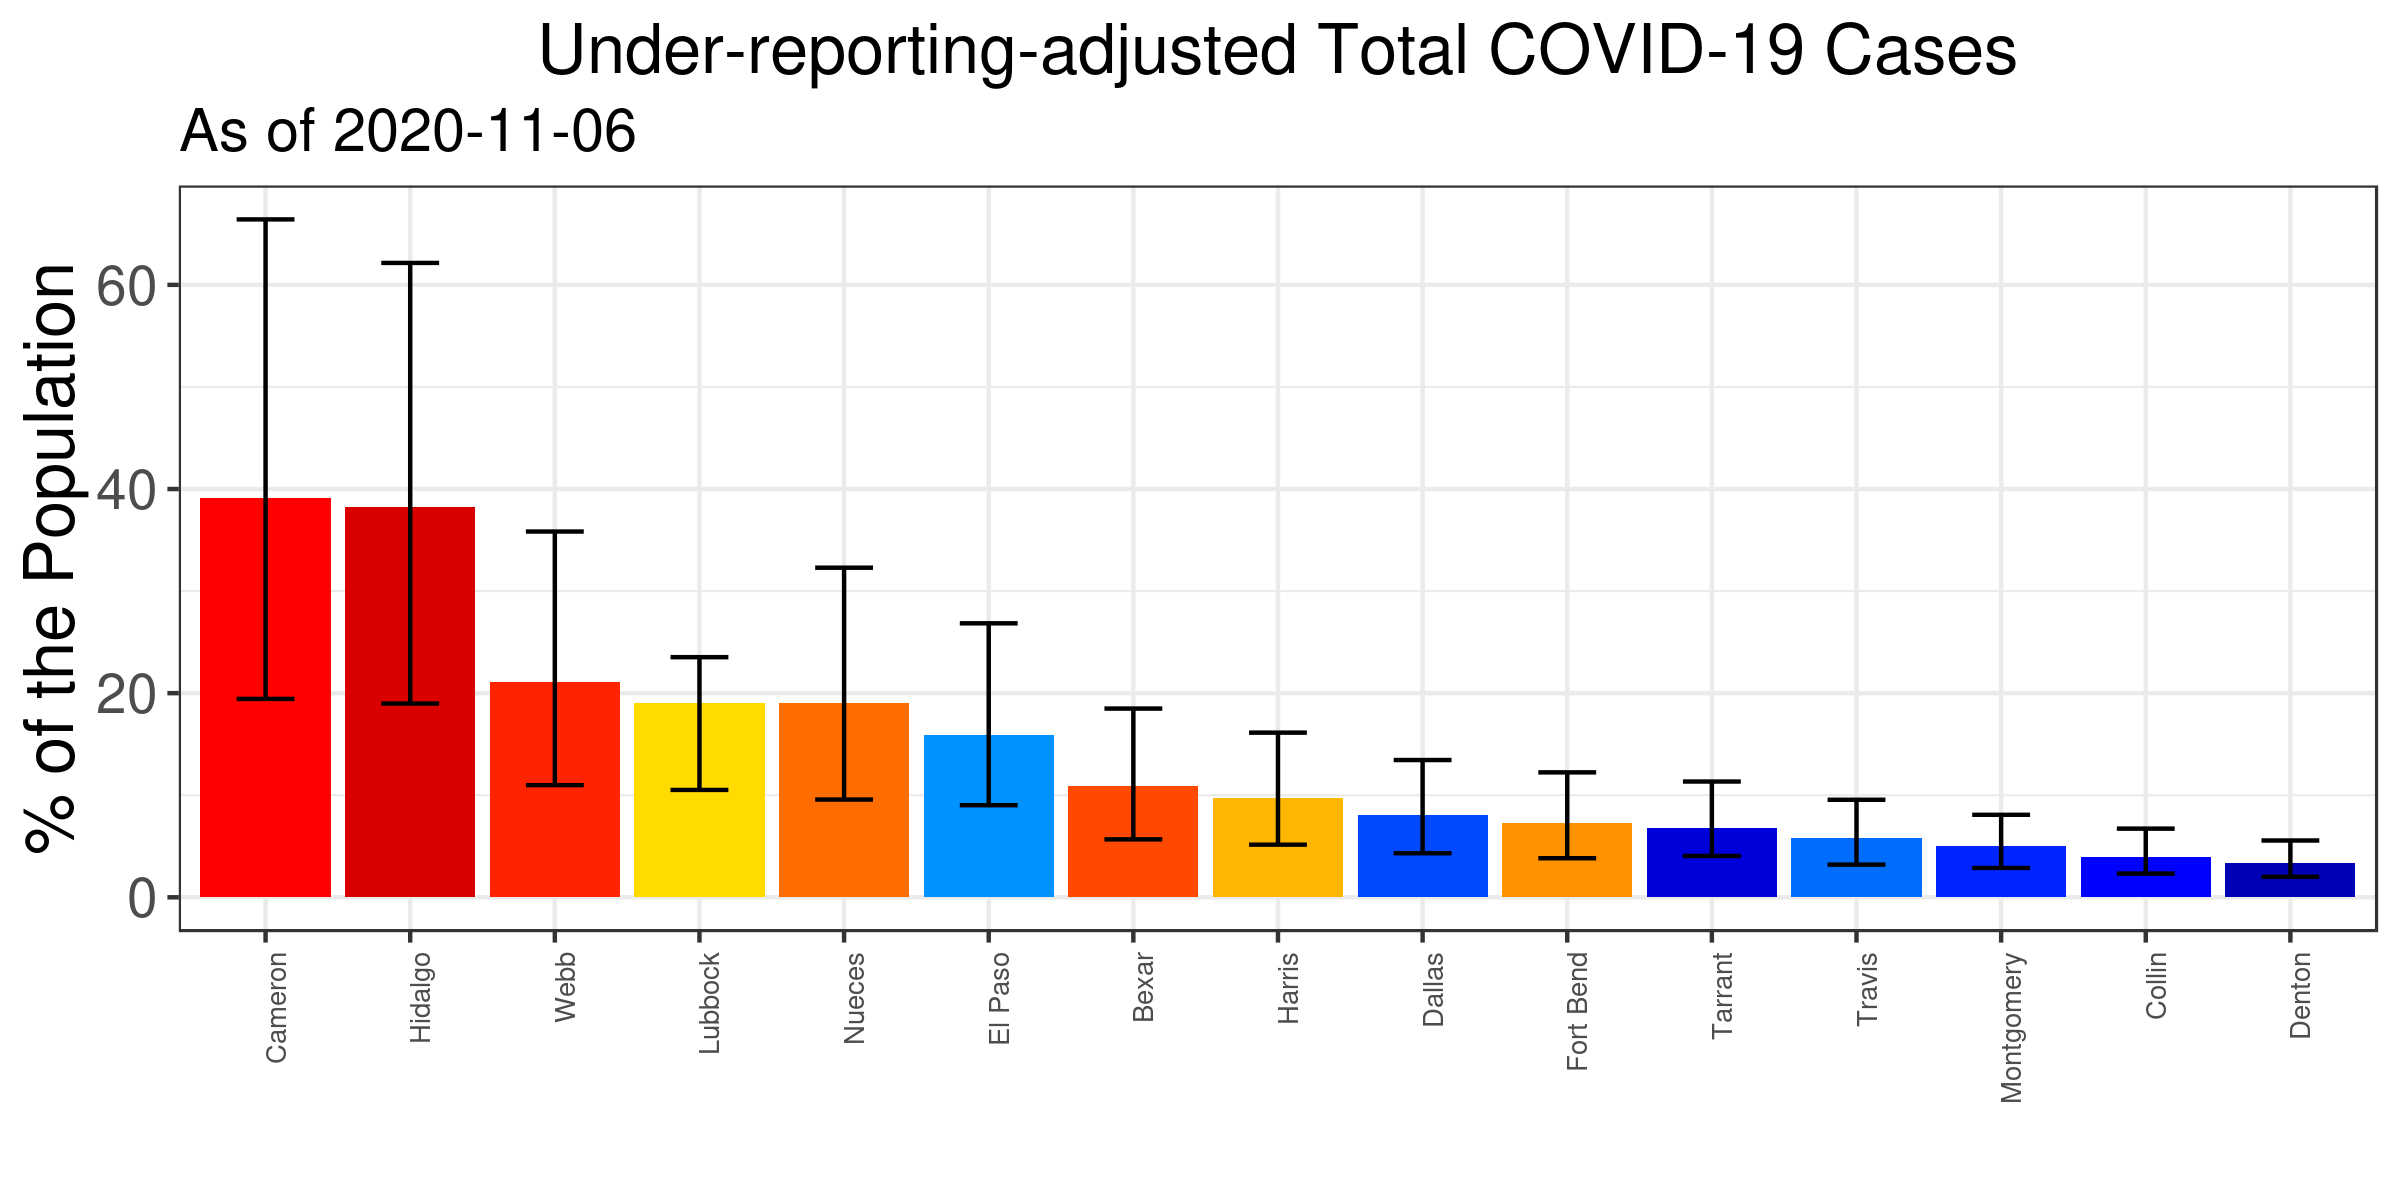 Under-reporting-adjusted Total COVID-19 Cases
As of 2020-11-06
% of the Population
60
40
20
0
Cameron
Hidalgo
Webb
Lubbock
Nueces
El Paso
Bexar
Harris
Dallas
Fort Bend
Tarrant
Travis
Montgomery
Collin
Denton